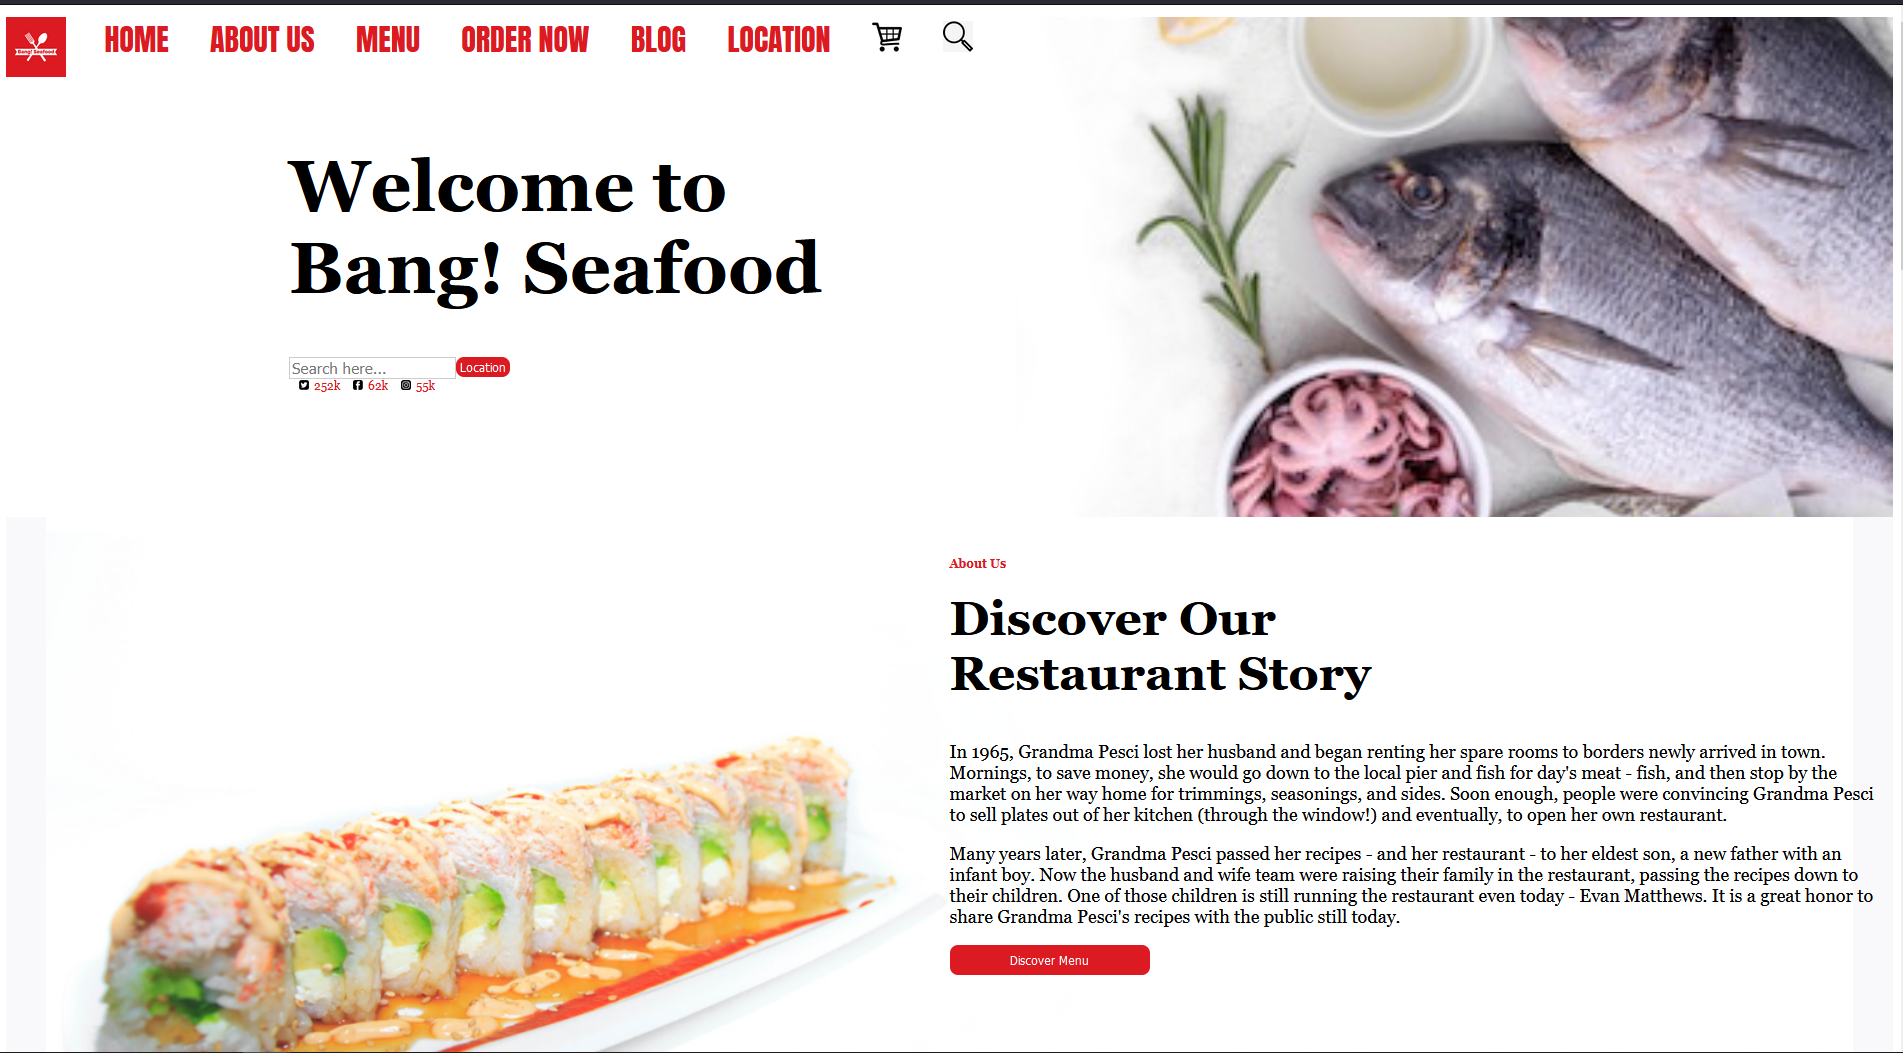 Bang! Seafood
HOME ABOUT US MENU ORDER NOW BLOG LOCATION
Welcome to
Bang! Seafood
Search here... Location
252k 62k 55k
About Us
Discover Our
Restaurant Story
In 1965, Grandma Pesci lost her husband and began renting her spare rooms to borders newly arrived in town.
Mornings, to save money, she would go down to the local pier and fish for day's meat - fish, and then stop by the
market on her way home for trimmings, seasonings, and sides. Soon enough, people were convincing Grandma Pesci
to sell plates out of her kitchen (through the window!) and eventually, to open her own restaurant.
Many years later, Grandma Pesci passed her recipes - and her restaurant - to her eldest son, a new father with an
infant boy. Now the husband and wife team were raising their family in the restaurant, passing the recipes down to
their children. One of those children is still running the restaurant even today - Evan Matthews. It is a great honor to
share Grandma Pesci's recipes with the public still today.
Discover Menu